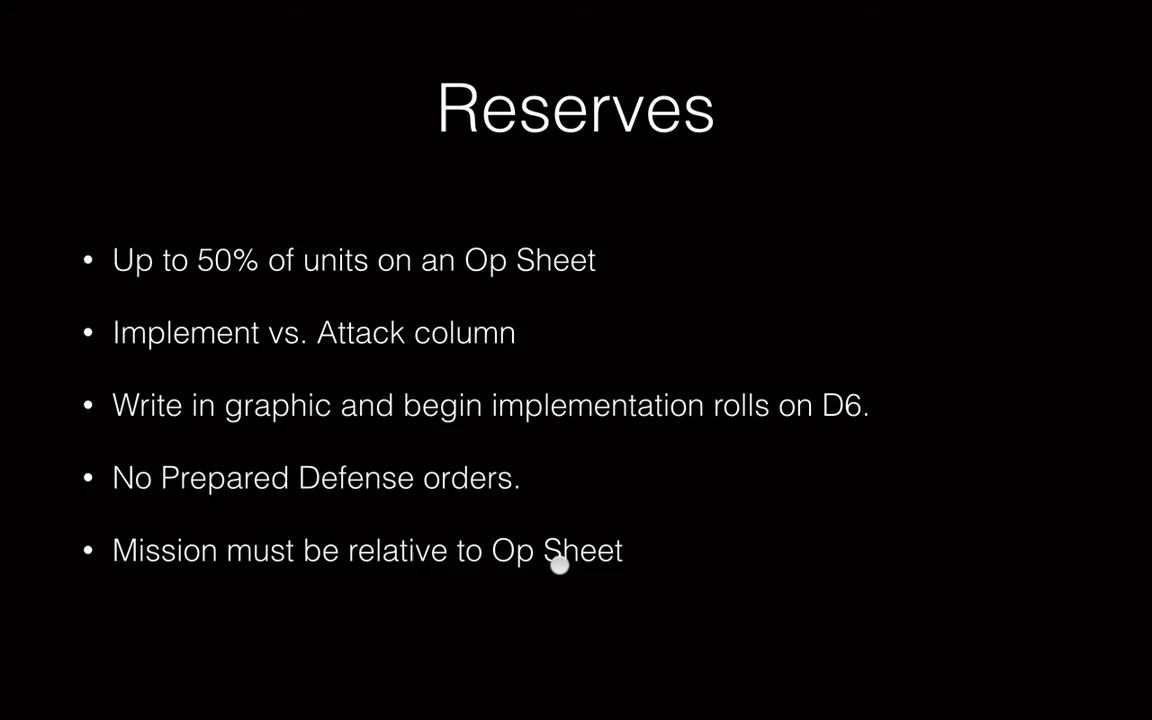 Reserves
• Up to 50% of units on an Op Sheet
• Implement vs. Attack column
• Write in graphic and begin implementation rolls on D6.
• No Prepared Defense orders.
• Mission must be relative to Op Sheet